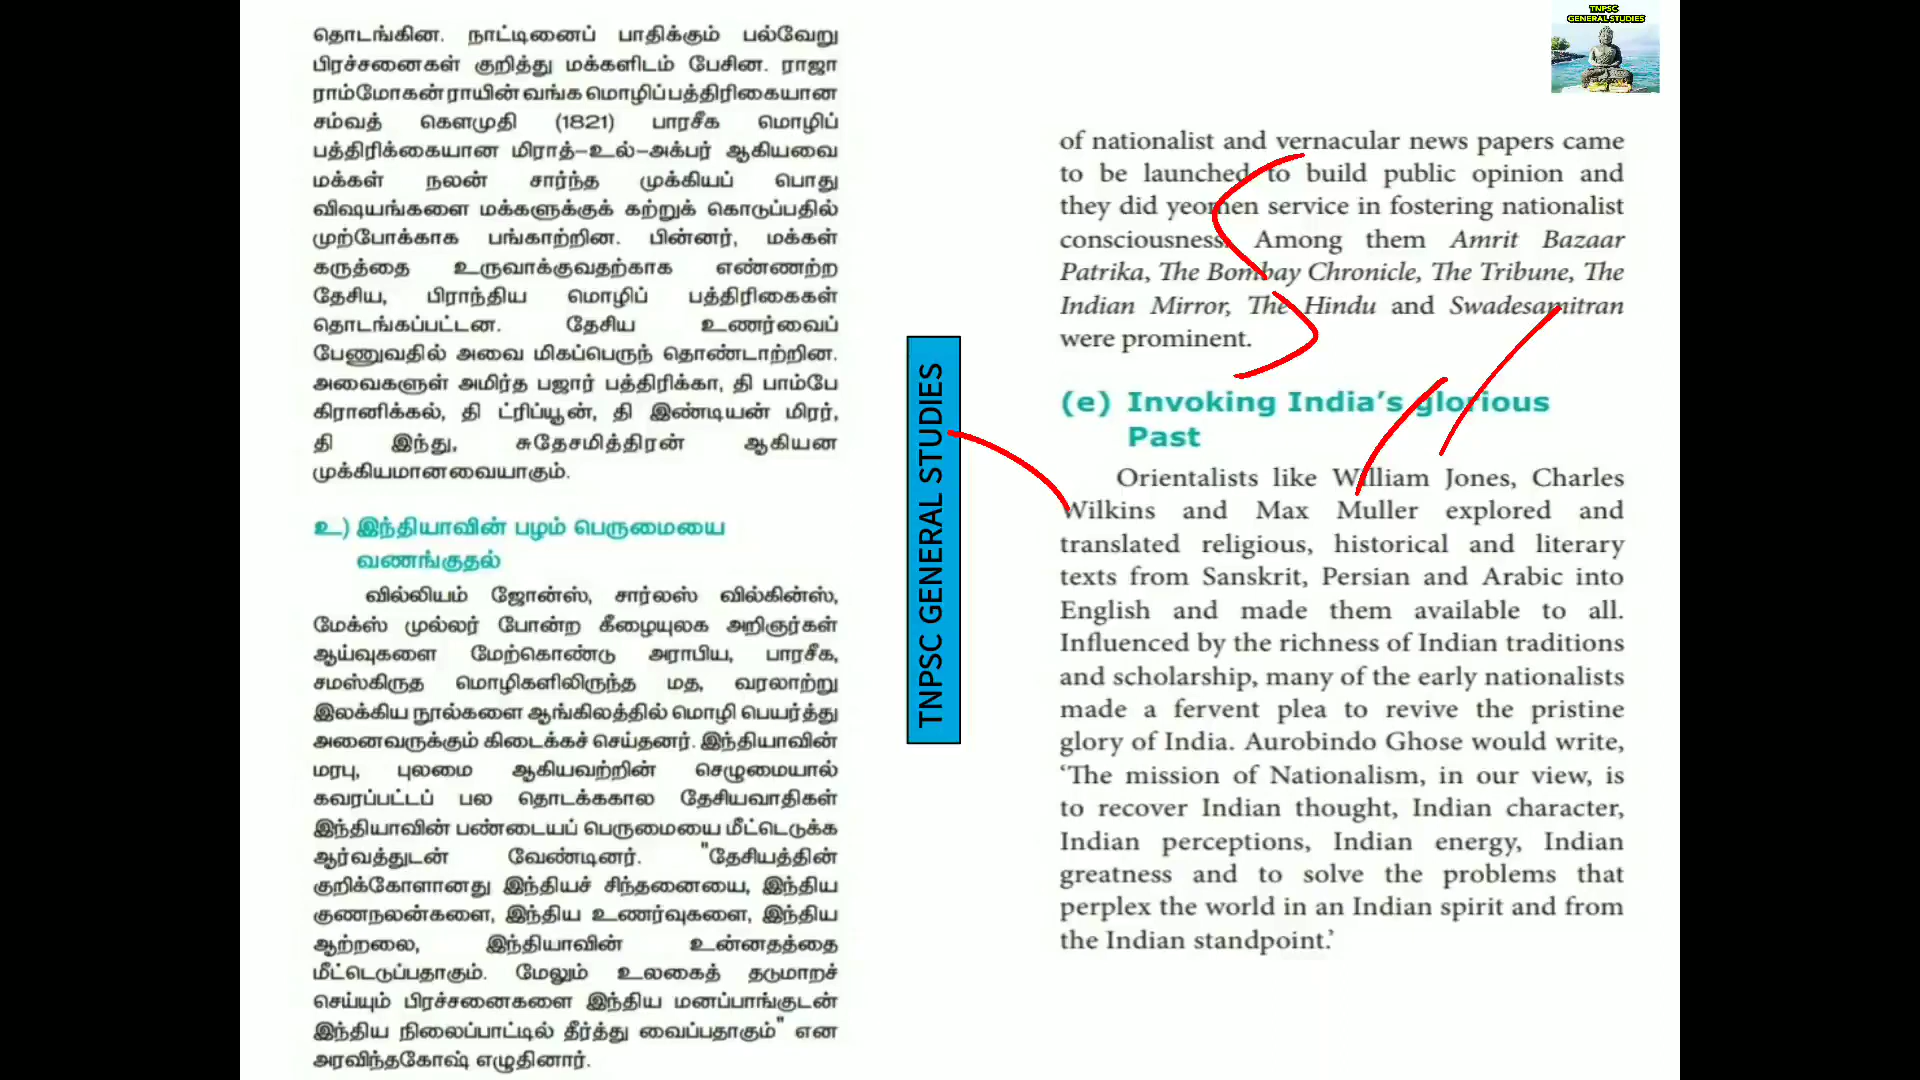 தொடங்கின. நாட்டினைப் பாதிக்கும் பல்வேறு
பிரச்சனைகள் குறித்து மக்களிடம் பேசின. ராஜா
ராம்மோகன் ராயின் வங்க மொழிப் பத்திரிகையான
சம்வத் கௌமுதி (1821) பாரசீக மொழிப்
பத்திரிக்கையான மிராத்–உல்–அக்பர் ஆகியவை
மக்கள் நலன் சார்ந்த முக்கியப் பொது
விஷயங்களை மக்களுக்குக் கற்றுக் கொடுப்பதில்
முற்போக்காக பங்காற்றின. பின்னர், மக்கள்
கருத்தை உருவாக்குவதற்காக எண்ணற்ற
தேசிய, பிராந்திய மொழிப் பத்திரிகைகள்
தொடங்கப்பட்டன. தேசிய உணர்வைப்
பேணுவதில் அவை மிகப்பெருந் தொண்டாற்றின.
அவைகளுள் அமிர்த பஜார் பத்திரிக்கா, தி பாம்பே
கிரானிக்கல், தி ட்ரிப்யூன், தி இண்டியன் மிரர்,
தி இந்து, சுதேசமித்திரன் ஆகியன
முக்கியமானவையாகும்.
உ) இந்தியாவின் பழம் பெருமையை
வணங்குதல்
வில்லியம் ஜோன்ஸ், சார்லஸ் வில்கின்ஸ்,
மேக்ஸ் முல்லர் போன்ற கீழையுலக அறிஞர்கள்
ஆய்வுகளை மேற்கொண்டு அராபிய, பாரசீக,
சமஸ்கிருத மொழிகளிலிருந்த மத, வரலாற்று
இலக்கிய நூல்களை ஆங்கிலத்தில் மொழி பெயர்த்து
அனைவருக்கும் கிடைக்கச் செய்தனர். இந்தியாவின்
மரபு, புலமை ஆகியவற்றின் செழுமையால்
கவரப்பட்டப் பல தொடக்ககால தேசியவாதிகள்
இந்தியாவின் பண்டையப் பெருமையை மீட்டெடுக்க
ஆர்வத்துடன் வேண்டினர். "தேசியத்தின்
குறிக்கோளானது இந்தியச் சிந்தனையை, இந்திய
குணநலன்களை, இந்திய உணர்வுகளை, இந்திய
ஆற்றலை, இந்தியாவின் உன்னதத்தை
மீட்டெடுப்பதாகும். மேலும் உலகைத் தடுமாறச்
செய்யும் பிரச்சனைகளை இந்திய மனப்பாங்குடன்
இந்திய நிலைப்பாட்டில் தீர்த்து வைப்பதாகும்" என
அரவிந்தகோஷ் எழுதினார்.
TNPSC GENERAL STUDIES
TNPSC
GENERAL STUDIES
of nationalist and vernacular news papers came
to be launched to build public opinion and
they did yeomen service in fostering nationalist
consciousness. Among them Amrit Bazaar
Patrika, The Bombay Chronicle, The Tribune, The
Indian Mirror, The Hindu and Swadesamitran
were prominent.
(e) Invoking India's glorious
Past
Orientalists like William Jones, Charles
Wilkins and Max Muller explored and
translated religious, historical and literary
texts from Sanskrit, Persian and Arabic into
English and made them available to all.
Influenced by the richness of Indian traditions
and scholarship, many of the early nationalists
made a fervent plea to revive the pristine
glory of India. Aurobindo Ghose would write,
‘The mission of Nationalism, in our view, is
to recover Indian thought, Indian character,
Indian perceptions, Indian energy, Indian
greatness and to solve the problems that
perplex the world in an Indian spirit and from
the Indian standpoint.’